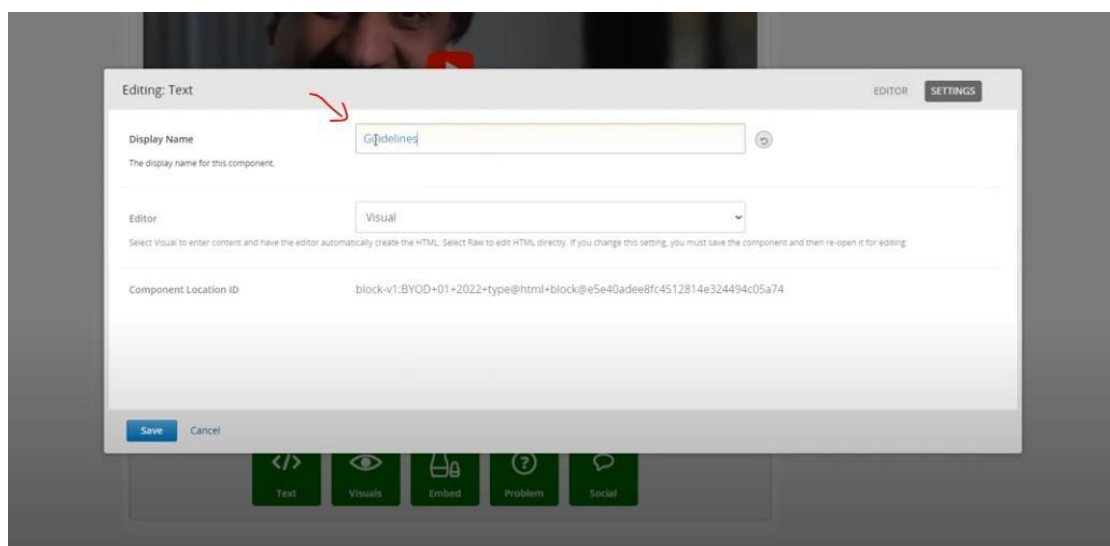 Editing: Text
EDITOR SETTINGS
Display Name
Guidelines
The display name for this component.
Editor
Visual
Select Visual to enter content and have the editor automatically create the HTML. Select Raw to edit HTML directly. If you change this setting, you must save the component and then re-open it for editing.
Component Location ID
block-v1:BYOD+01+2022+type@html+block@e5e40adee8fc4512814e324494c05a74
Save Cancel
Text Visuals Embed Problem Social